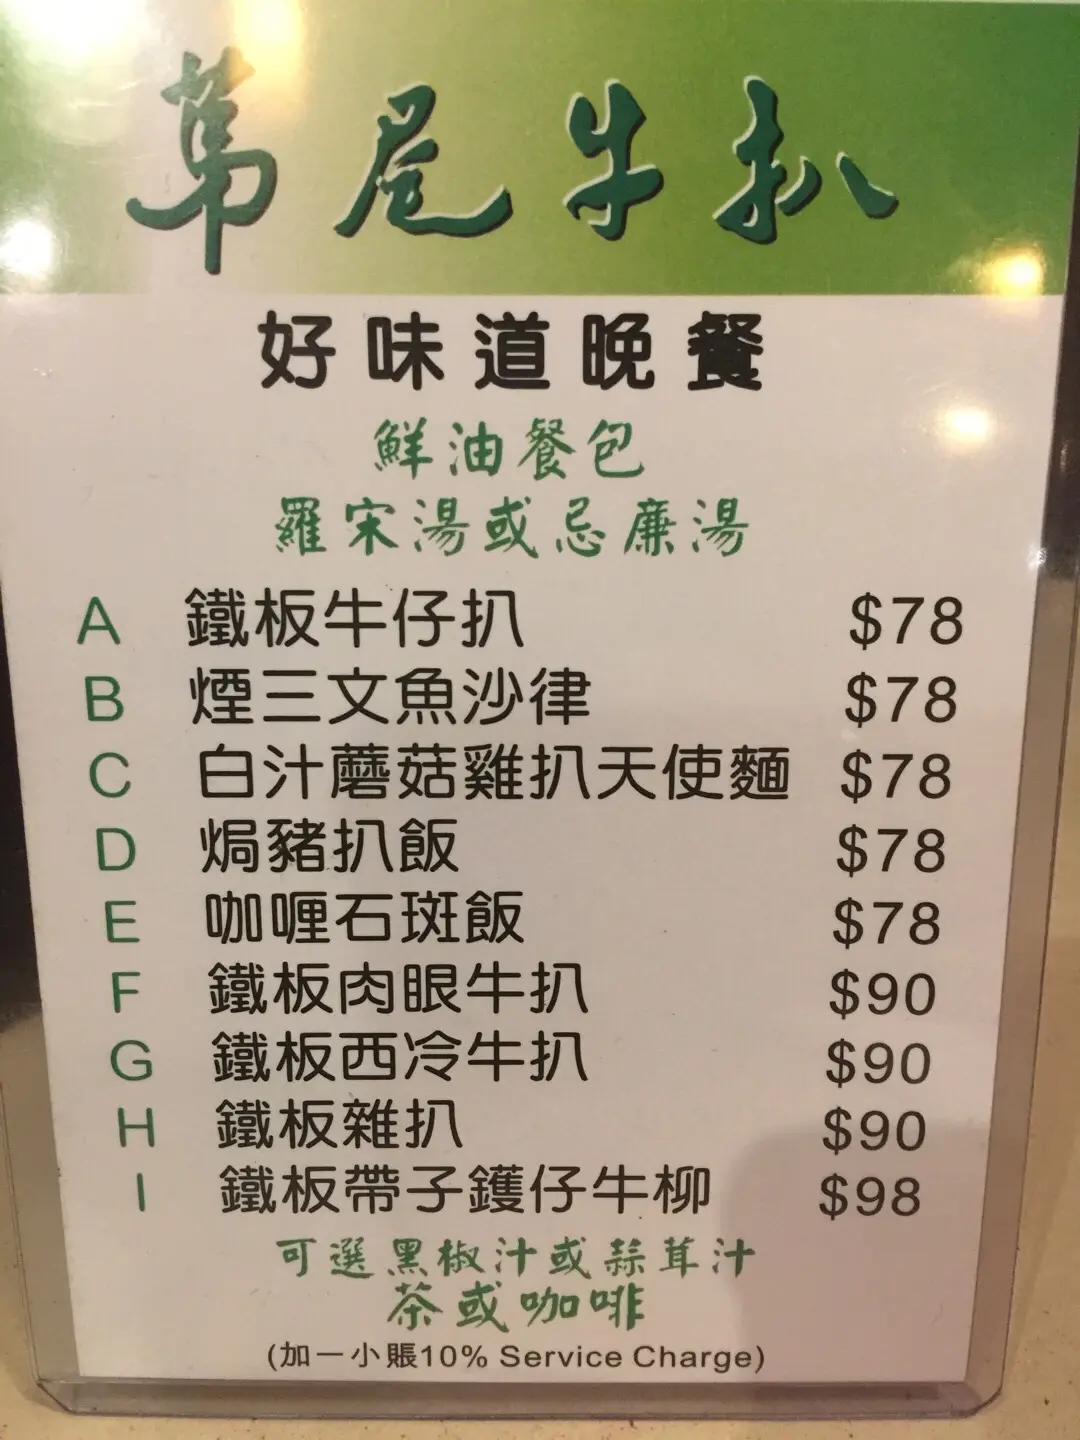 第尾牛扒
好味道晚餐
鮮油餐包
羅宋湯或忌廉湯
A 鐵板牛仔扒 $78
B 煙三文魚沙律 $78
C 白汁蘑菇雞扒天使麵 $78
D 焗豬扒飯 $78
E 咖喱石斑飯 $78
F 鐵板肉眼牛扒 $90
G 鐵板西冷牛扒 $90
H 鐵板雜扒 $90
I 鐵板帶子鑊仔牛柳 $98
可選黑椒汁或蒜茸汁
茶或咖啡
(加一小賬10% Service Charge)